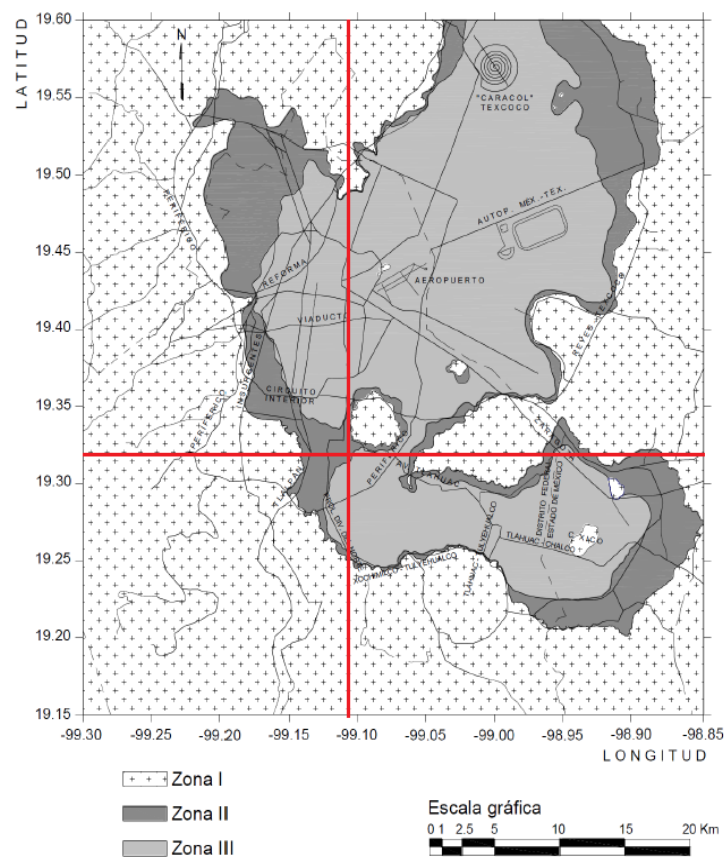 LATITUD
19.60
19.55
19.50
19.45
19.40
19.35
19.30
19.25
19.20
19.15
N
"CARACOL"
TEXCOCO
PERIFERICO
AUTOP. MEX.-TEX.
REFORMA
AEROPUERTO
VIADUCTO
REYES-TEXCOCO
INSURGENTES
CIRCUITO
INTERIOR
PERIFERICO
PERIFERICO
TLALPAN
DISTRITO FEDERAL
ESTADO DE MEXICO
TLAHUAC-CHALCO
XOCHIMILCO-TULYEHUALCO
-99.30
-99.25
-99.20
-99.15
-99.10
-99.05
-99.00
-98.95
-98.90
-98.85
LONGITUD
Zona I
Zona II
Zona III
Escala gráfica
0 1 2.5 5 10 15 20 Km